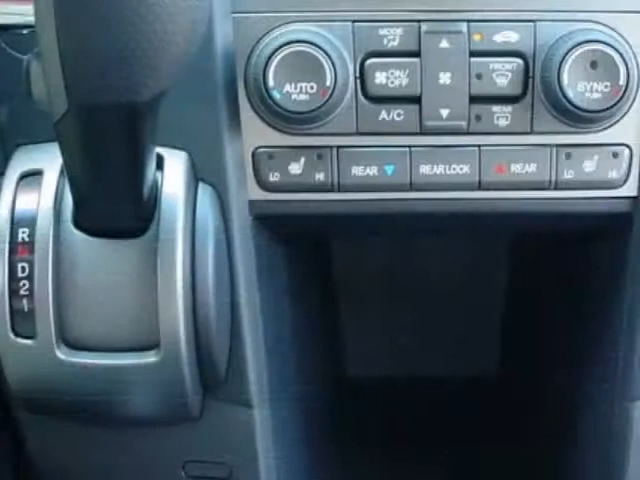 MODE
AUTO
PUSH
ON/
OFF
FRONT
A/C
REAR
SYNC
PUSH
LO HI
REAR
REAR LOCK
REAR
LO HI
R
N
D
2
1